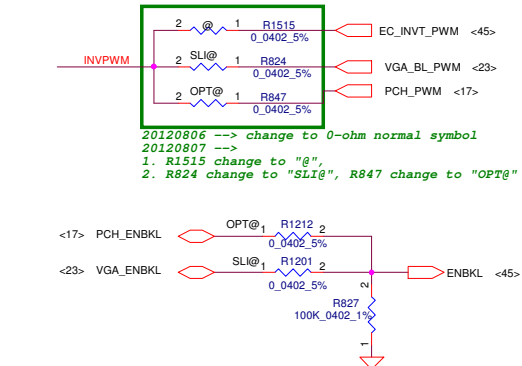 2 @ 1 R1515
0_0402_5%
EC_INVT_PWM <45>
INVPWM
2 SLI@ 1 R824
0_0402_5%
VGA_BL_PWM <23>
2 OPT@ 1 R847
0_0402_5%
PCH_PWM <17>
20120806 --> change to 0-ohm normal symbol
20120807 -->
1. R1515 change to "@",
2. R824 change to "SLI@", R847 change to "OPT@"
<17> PCH_ENBKL
OPT@ 1 R1212 2
0_0402_5%
<23> VGA_ENBKL
SLI@ 1 R1201 2
0_0402_5%
ENBKL <45>
2
R827
100K_0402_1%
1